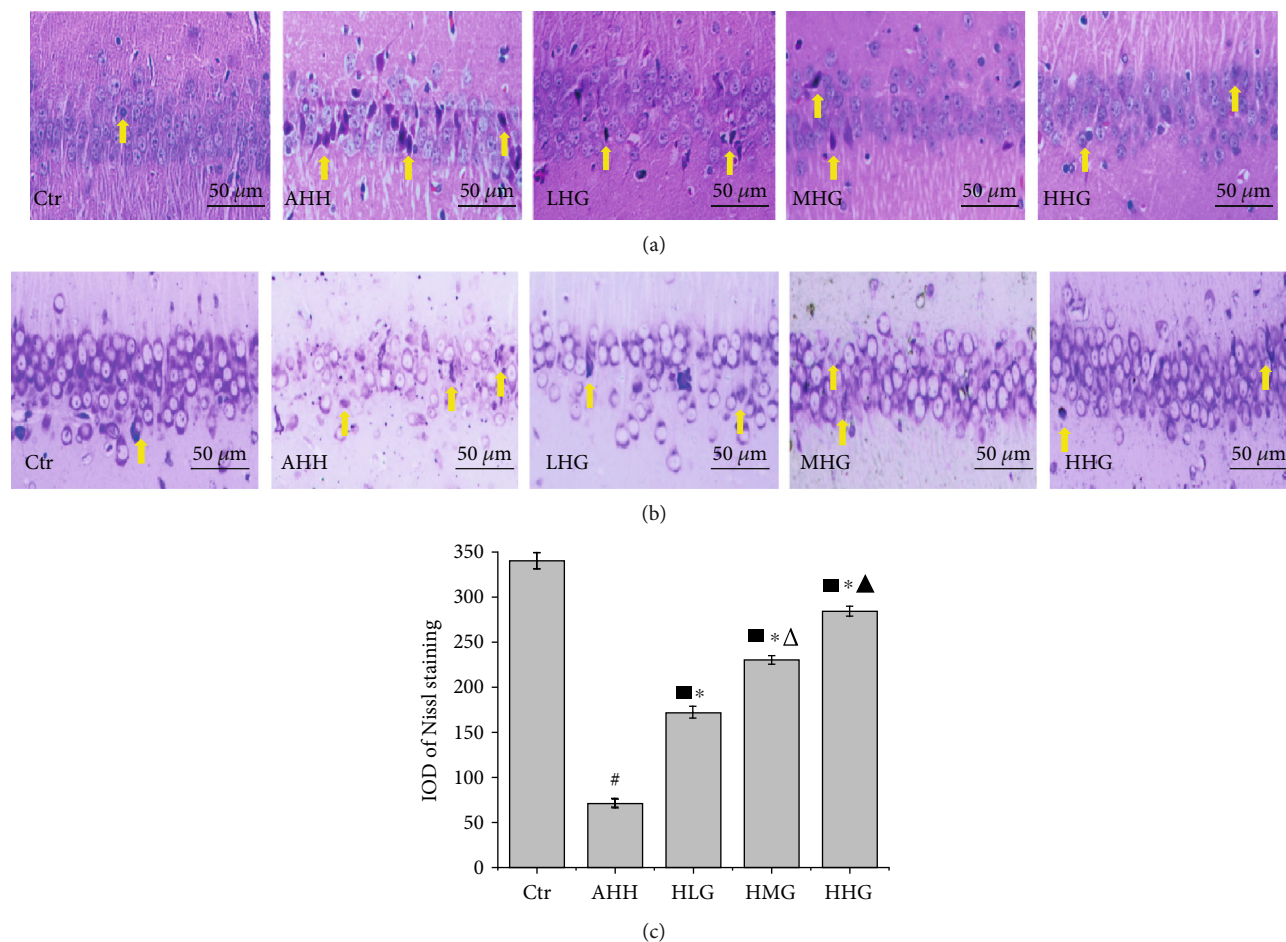 Ctr
50 μm
AHH
50 μm
LHG
50 μm
MHG
50 μm
HHG
50 μm
(a)
Ctr
50 μm
AHH
50 μm
LHG
50 μm
MHG
50 μm
HHG
50 μm
(b)
IOD of Nissl staining
350
300
250
200
150
100
50
0
#
■ *
■ * Δ
■ * ▲
Ctr AHH HLG HMG HHG
(c)